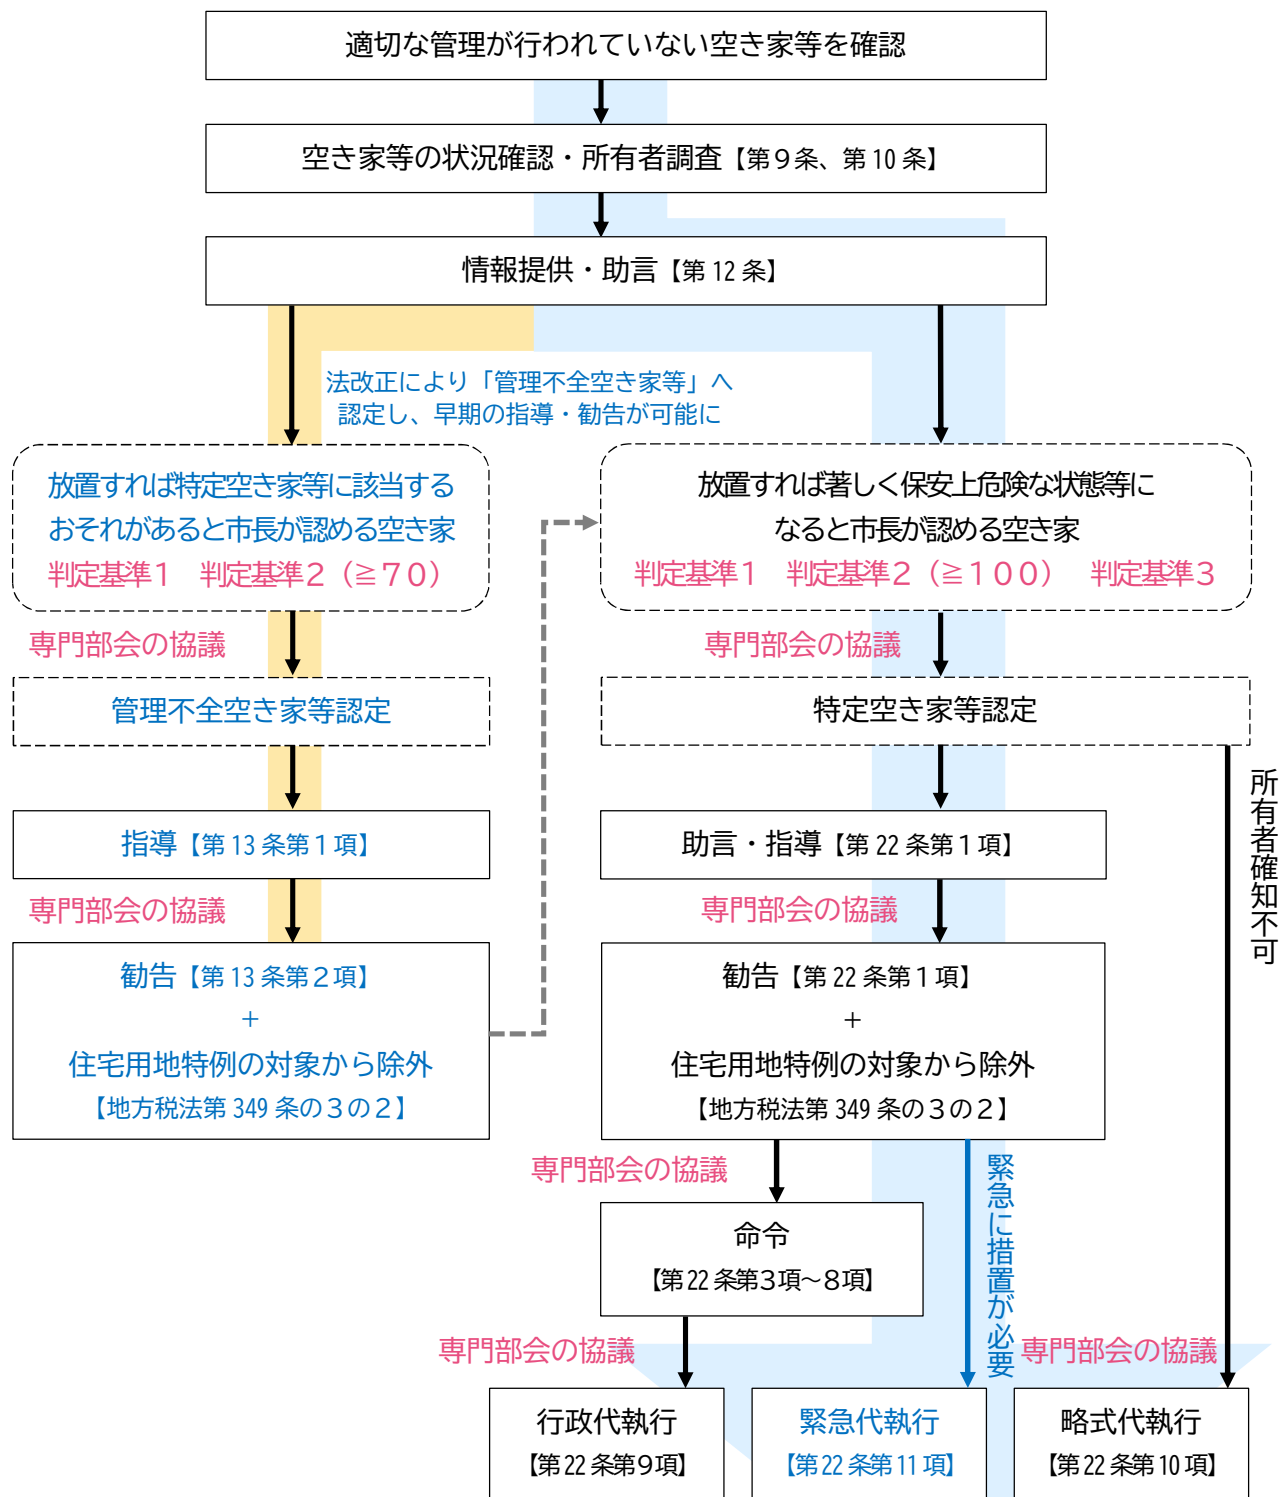 適切な管理が行われていない空き家等を確認
空き家等の状況確認・所有者調査【第９条、第10条】
情報提供・助言【第12条】
法改正により「管理不全空き家等」へ
認定し、早期の指導・勧告が可能に
放置すれば特定空き家等に該当する
おそれがあると市長が認める空き家
判定基準１　判定基準２（≧７０）
専門部会の協議
管理不全空き家等認定
指導【第13条第１項】
専門部会の協議
勧告【第13条第２項】
+
住宅用地特例の対象から除外
【地方税法第349条の３の２】
放置すれば著しく保安上危険な状態等に
なると市長が認める空き家
判定基準１　判定基準２（≧１００）　判定基準３
専門部会の協議
特定空き家等認定
所有者確知不可
助言・指導【第22条第１項】
専門部会の協議
勧告【第22条第１項】
+
住宅用地特例の対象から除外
【地方税法第349条の３の２】
専門部会の協議
緊急に措置が必要
命令
【第22条第３項～８項】
専門部会の協議
専門部会の協議
行政代執行
【第22条第９項】
緊急代執行
【第22条第11項】
略式代執行
【第22条第10項】